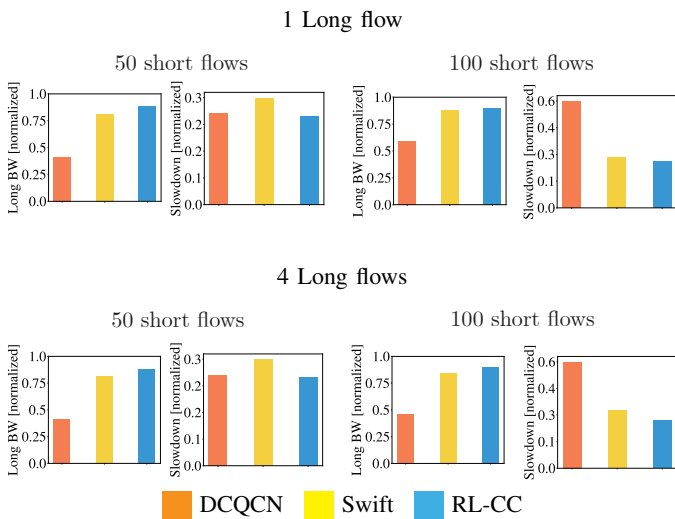 1 Long flow
50 short flows
100 short flows
Long BW [normalized]
1.0
0.75
0.5
0.25
0.0
Slowdown [normalized]
0.3
0.2
0.2
0.0
Long BW [normalized]
1.0
0.75
0.5
0.25
0.0
Slowdown [normalized]
0.6
0.3
0.1
0.0
4 Long flows
50 short flows
100 short flows
Long BW [normalized]
1.0
0.75
0.5
0.25
0.0
Slowdown [normalized]
0.3
0.2
0.2
0.2
0.0
Long BW [normalized]
1.0
0.75
0.5
0.25
0.0
Slowdown [normalized]
0.6
0.3
0.1
0.0
DCQCN
Swift
RL-CC